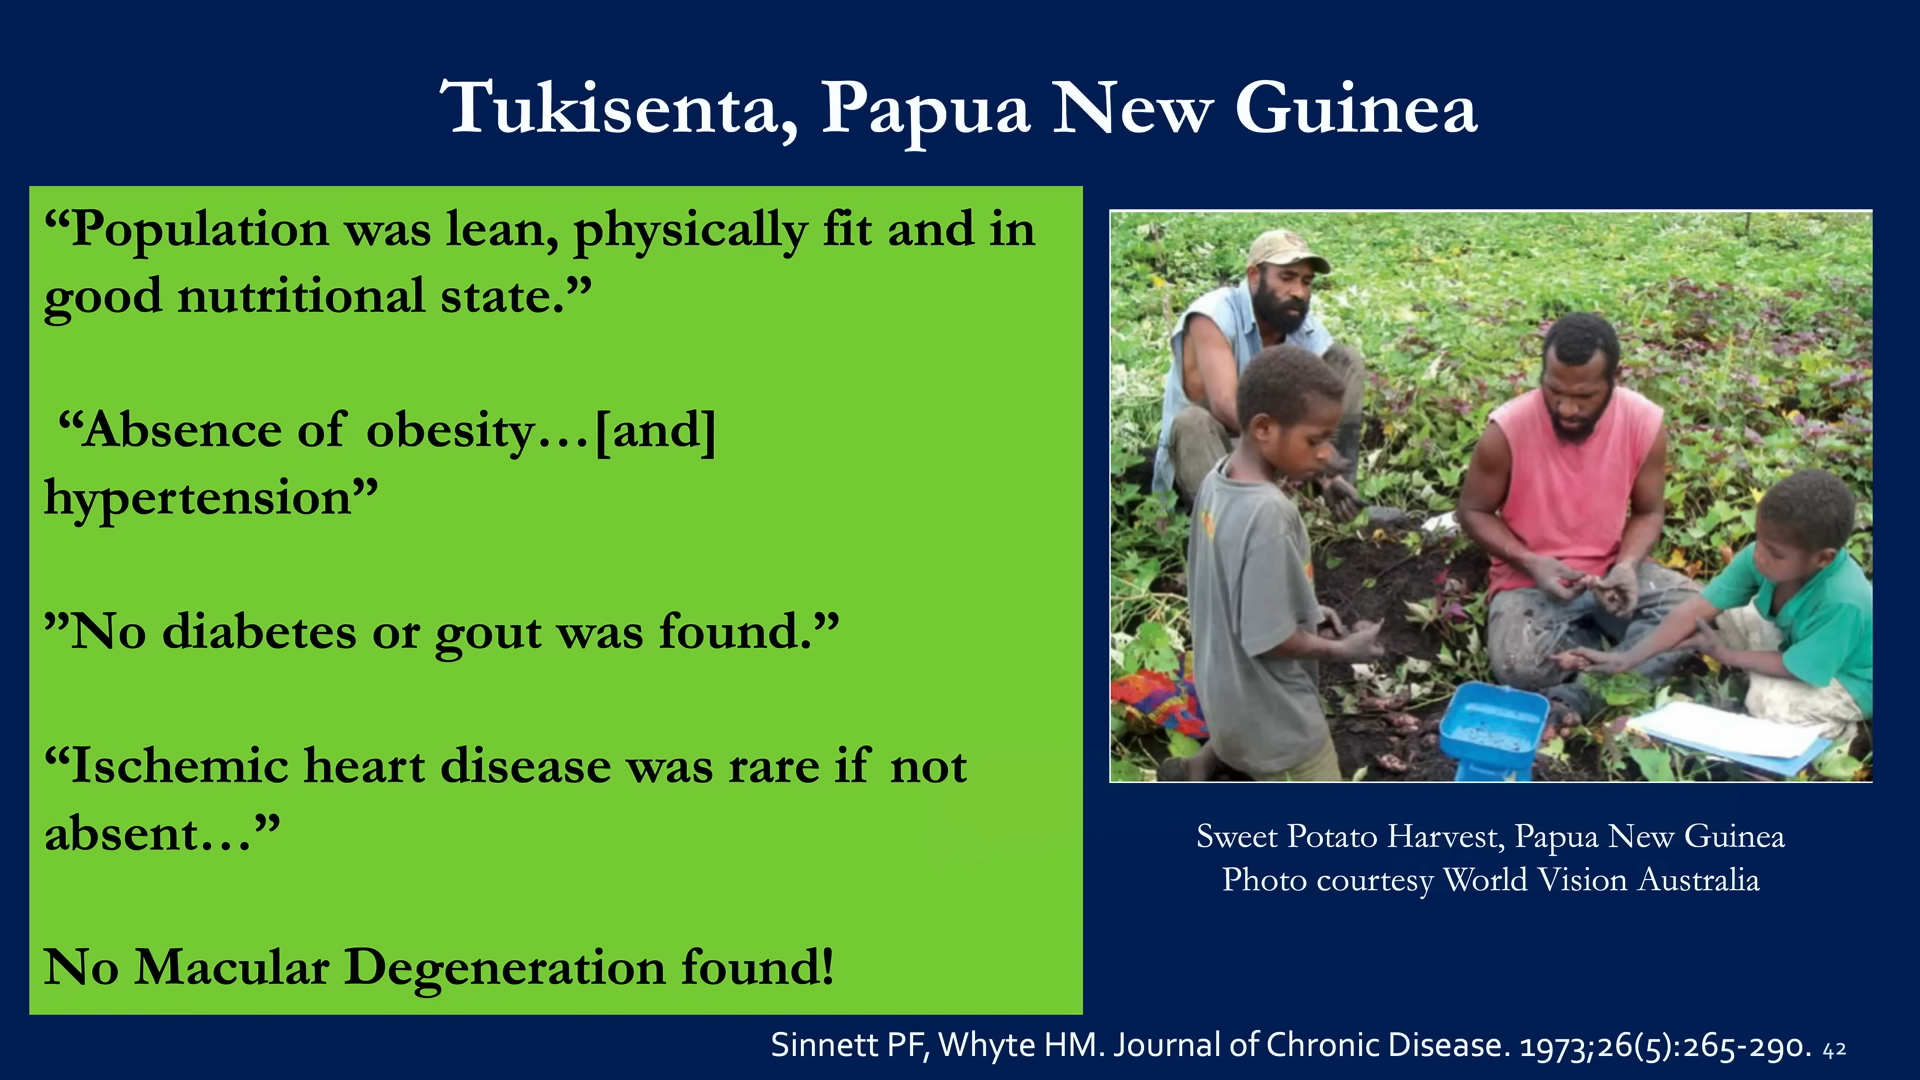 Tukisenta, Papua New Guinea
“Population was lean, physically fit and in
good nutritional state.”
“Absence of obesity…[and]
hypertension”
”No diabetes or gout was found.”
“Ischemic heart disease was rare if not
absent…”
No Macular Degeneration found!
Sweet Potato Harvest, Papua New Guinea
Photo courtesy World Vision Australia
Sinnett PF, Whyte HM. Journal of Chronic Disease. 1973;26(5):265-290. 42